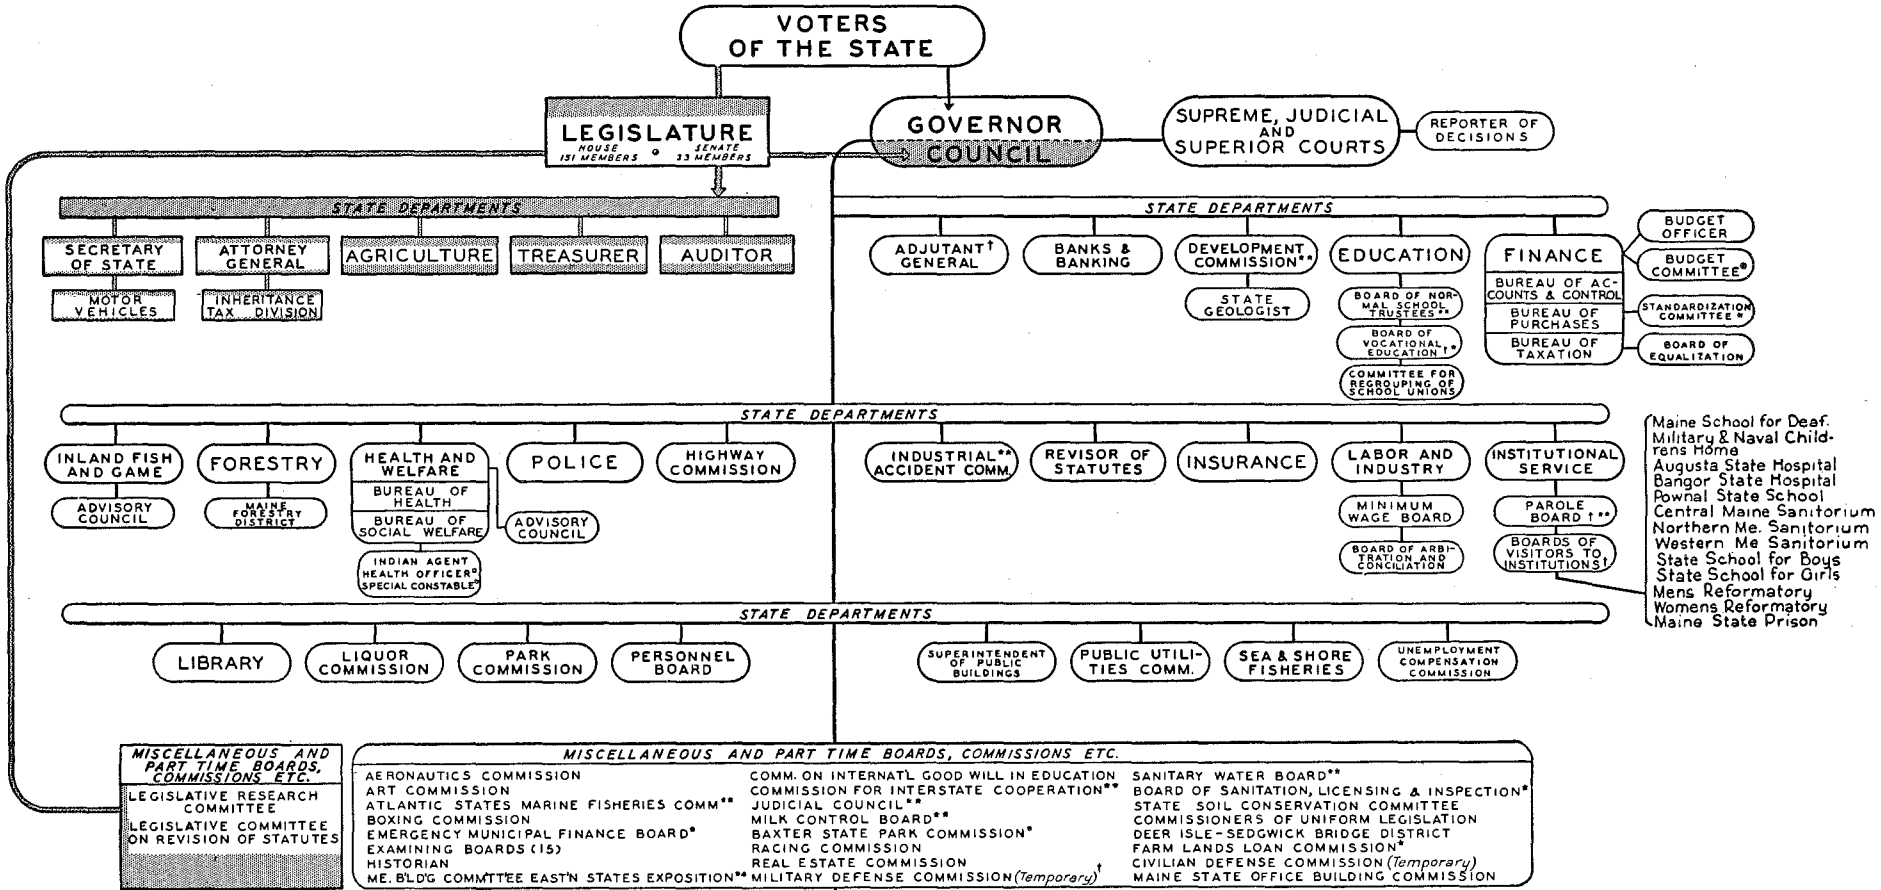 VOTERS
OF THE STATE
LEGISLATURE
HOUSE SENATE
151 MEMBERS • 33 MEMBERS
GOVERNOR
COUNCIL
SUPREME, JUDICIAL
AND
SUPERIOR COURTS
REPORTER OF
DECISIONS
STATE DEPARTMENTS
SECRETARY
OF STATE
MOTOR
VEHICLES
ATTORNEY
GENERAL
INHERITANCE
TAX DIVISION
AGRICULTURE
TREASURER
AUDITOR
STATE DEPARTMENTS
ADJUTANT†
GENERAL
BANKS &
BANKING
DEVELOPMENT
COMMISSION**
STATE
GEOLOGIST
EDUCATION
BOARD OF NOR-
MAL SCHOOL
TRUSTEES**
BOARD OF
VOCATIONAL
EDUCATION†*
COMMITTEE FOR
REGROUPING OF
SCHOOL UNIONS
FINANCE
BUREAU OF AC-
COUNTS & CONTROL
BUREAU OF
PURCHASES
BUREAU OF
TAXATION
BUDGET
OFFICER
BUDGET
COMMITTEE*
STANDARDIZATION
COMMITTEE*
BOARD OF
EQUALIZATION
STATE DEPARTMENTS
INLAND FISH
AND GAME
ADVISORY
COUNCIL
FORESTRY
MAINE
FORESTRY
DISTRICT
HEALTH AND
WELFARE
BUREAU OF
HEALTH
BUREAU OF
SOCIAL WELFARE
ADVISORY
COUNCIL
INDIAN AGENT
HEALTH OFFICER°
SPECIAL CONSTABLE°
POLICE
HIGHWAY
COMMISSION
INDUSTRIAL**
ACCIDENT COMM.
REVISOR OF
STATUTES
INSURANCE
LABOR AND
INDUSTRY
MINIMUM
WAGE BOARD
BOARD OF ARBI-
TRATION AND
CONCILIATION
INSTITUTIONAL
SERVICE
PAROLE
BOARD†**
BOARDS OF
VISITORS TO
INSTITUTIONS†
Maine School for Deaf.
Military & Naval Child-
rens Home
Augusta State Hospital
Bangor State Hospital
Pownal State School
Central Maine Sanitorium
Northern Me. Sanitorium
Western Me Sanitorium
State School for Boys
State School for Girls
Mens Reformatory
Womens Reformatory
Maine State Prison
STATE DEPARTMENTS
LIBRARY
LIQUOR
COMMISSION
PARK
COMMISSION
PERSONNEL
BOARD
SUPERINTENDENT
OF PUBLIC
BUILDINGS
PUBLIC UTILI-
TIES COMM.
SEA & SHORE
FISHERIES
UNEMPLOYMENT
COMPENSATION
COMMISSION
MISCELLANEOUS AND
PART TIME BOARDS,
COMMISSIONS ETC.
LEGISLATIVE RESEARCH
COMMITTEE
LEGISLATIVE COMMITTEE
ON REVISION OF STATUTES
MISCELLANEOUS AND PART TIME BOARDS, COMMISSIONS ETC.
AERONAUTICS COMMISSION
ART COMMISSION
ATLANTIC STATES MARINE FISHERIES COMM**
BOXING COMMISSION
EMERGENCY MUNICIPAL FINANCE BOARD*
EXAMINING BOARDS (15)
HISTORIAN
ME. B'LD'G COMMTTEE EAST'N STATES EXPOSITION**
COMM. ON INTERNAT'L GOOD WILL IN EDUCATION
COMMISSION FOR INTERSTATE COOPERATION**
JUDICIAL COUNCIL**
MILK CONTROL BOARD**
BAXTER STATE PARK COMMISSION*
RACING COMMISSION
REAL ESTATE COMMISSION
MILITARY DEFENSE COMMISSION (Temporary)†
SANITARY WATER BOARD**
BOARD OF SANITATION, LICENSING & INSPECTION*
STATE SOIL CONSERVATION COMMITTEE
COMMISSIONERS OF UNIFORM LEGISLATION
DEER ISLE-SEDGWICK BRIDGE DISTRICT
FARM LANDS LOAN COMMISSION*
CIVILIAN DEFENSE COMMISSION (Temporary)
MAINE STATE OFFICE BUILDING COMMISSION